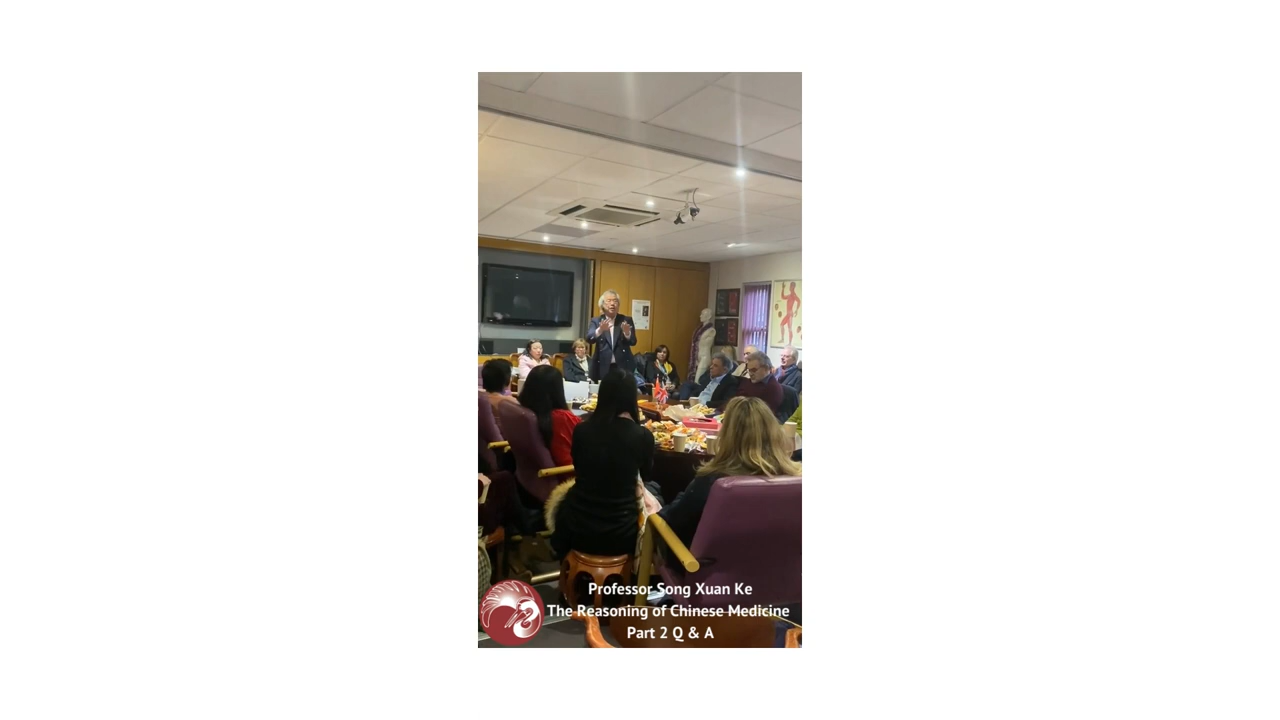 Professor Song Xuan Ke
The Reasoning of Chinese Medicine
Part 2 Q & A